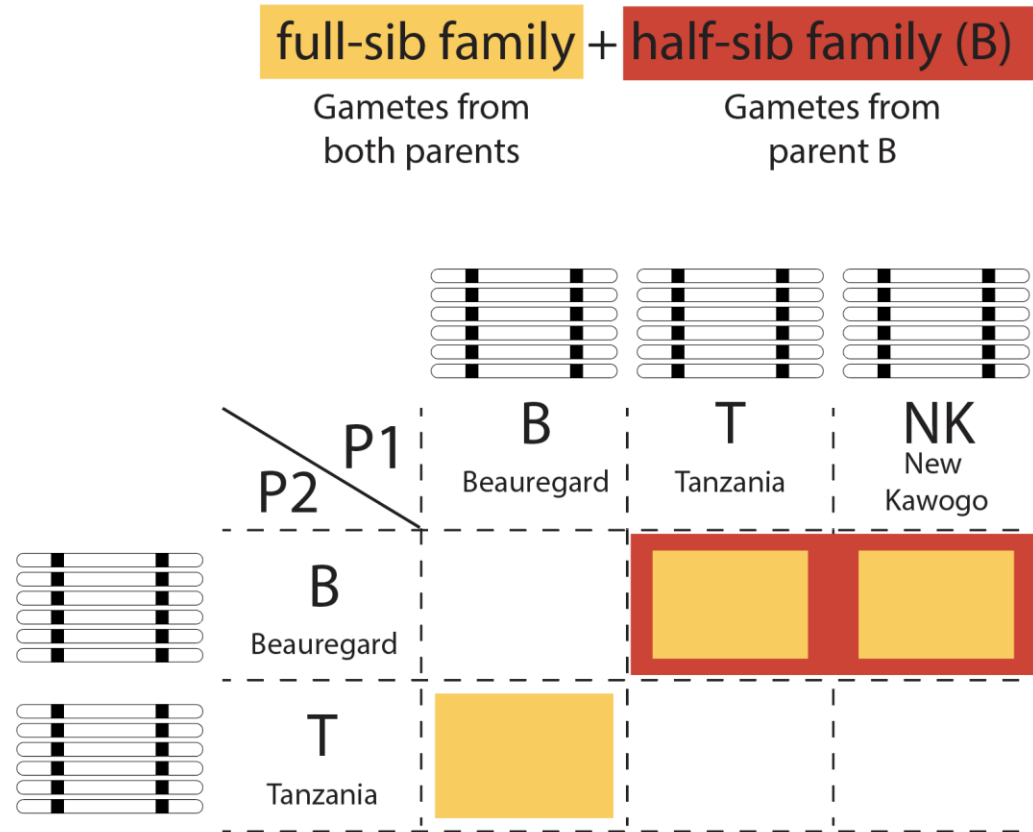 full-sib family + half-sib family (B)
Gametes from both parents
Gametes from parent B
P1
P2
B
Beauregard
T
Tanzania
NK
New Kawogo
B
Beauregard
T
Tanzania